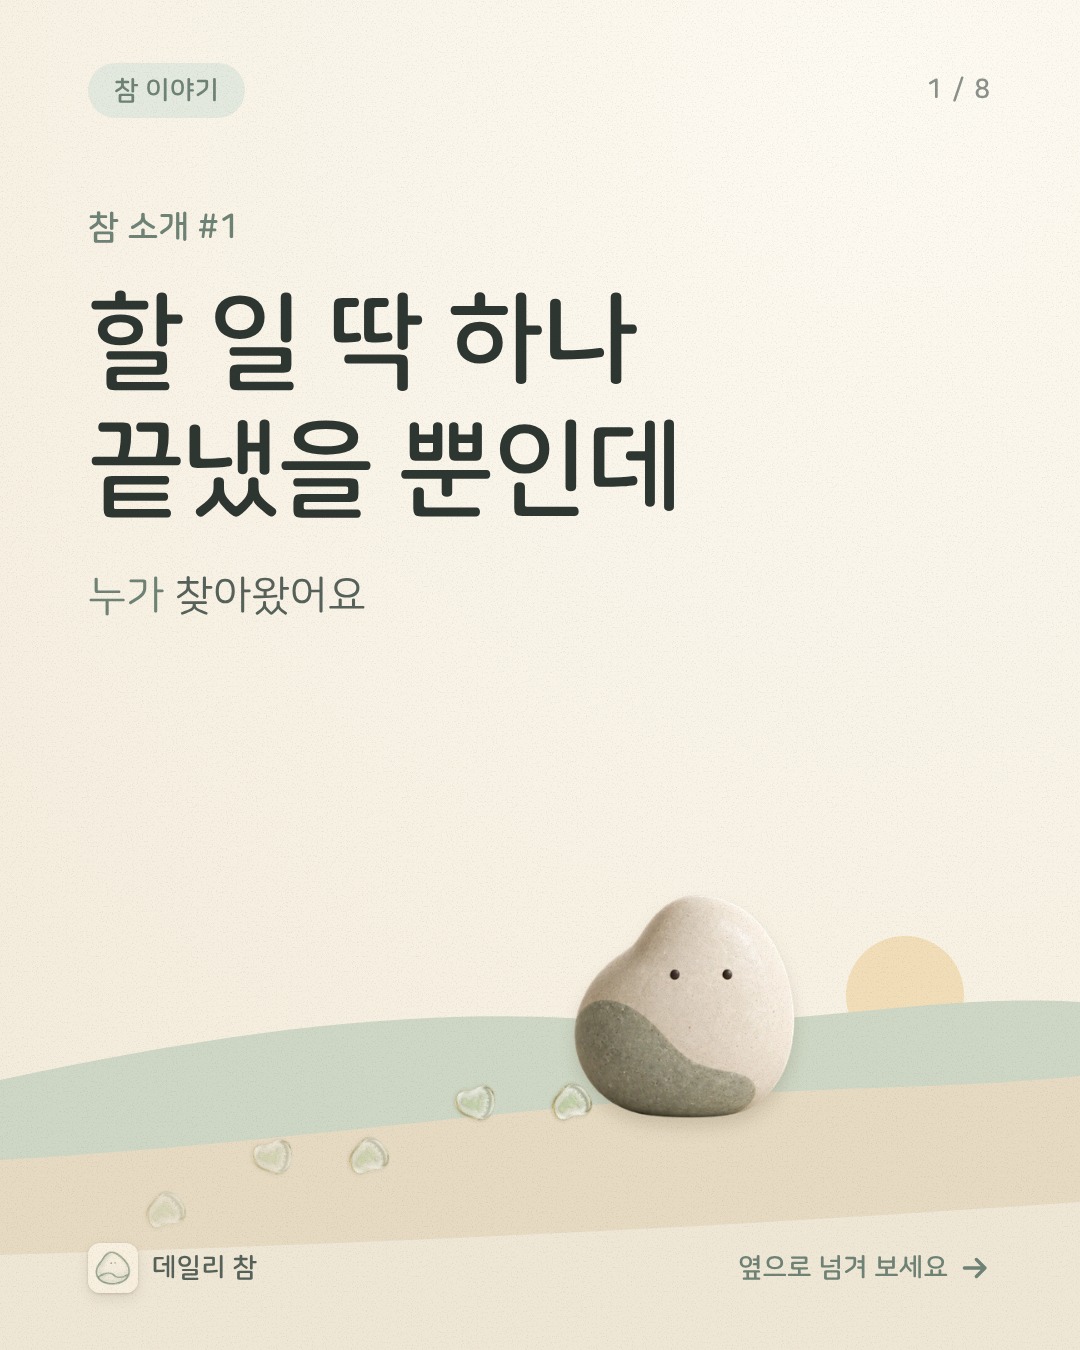 참 이야기
1 / 8
참 소개 #1
할 일 딱 하나
끝냈을 뿐인데
누가 찾아왔어요
데일리 참
옆으로 넘겨 보세요 →